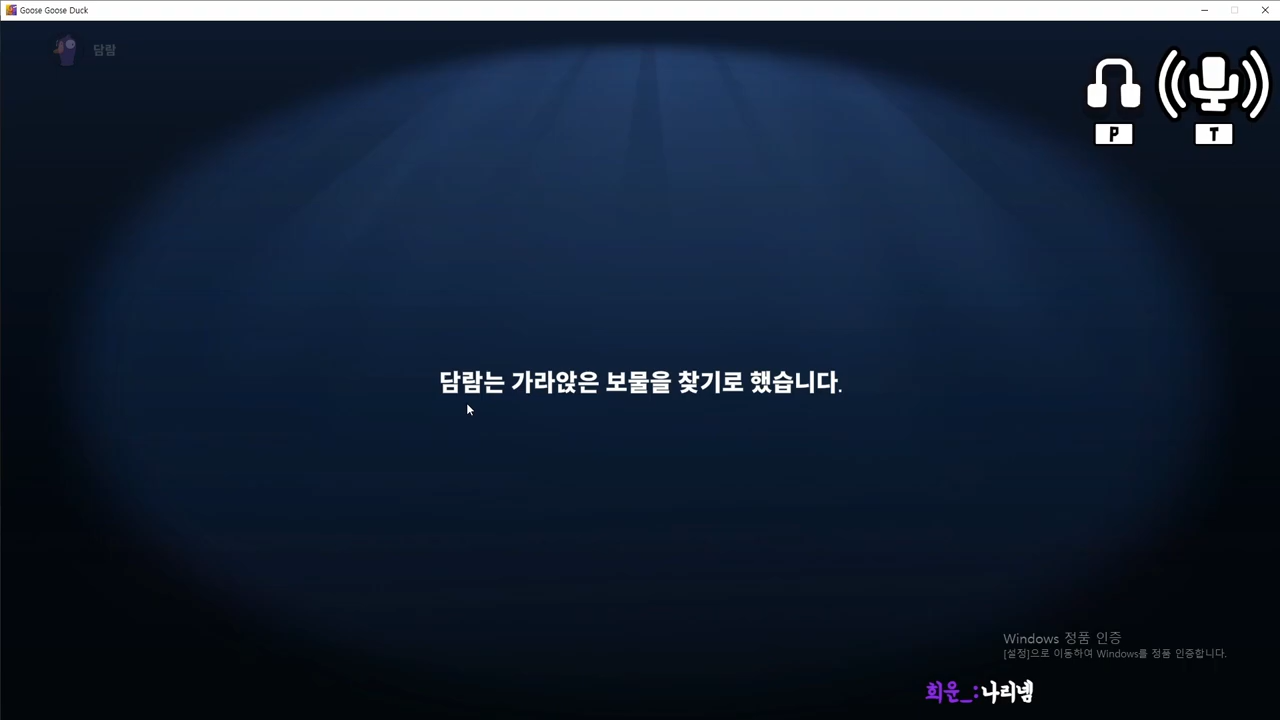 Goose Goose Duck
담람
P
T
담람는 가라앉은 보물을 찾기로 했습니다.
Windows 정품 인증
[설정]으로 이동하여 Windows를 정품 인증합니다.
희운_:나리넴